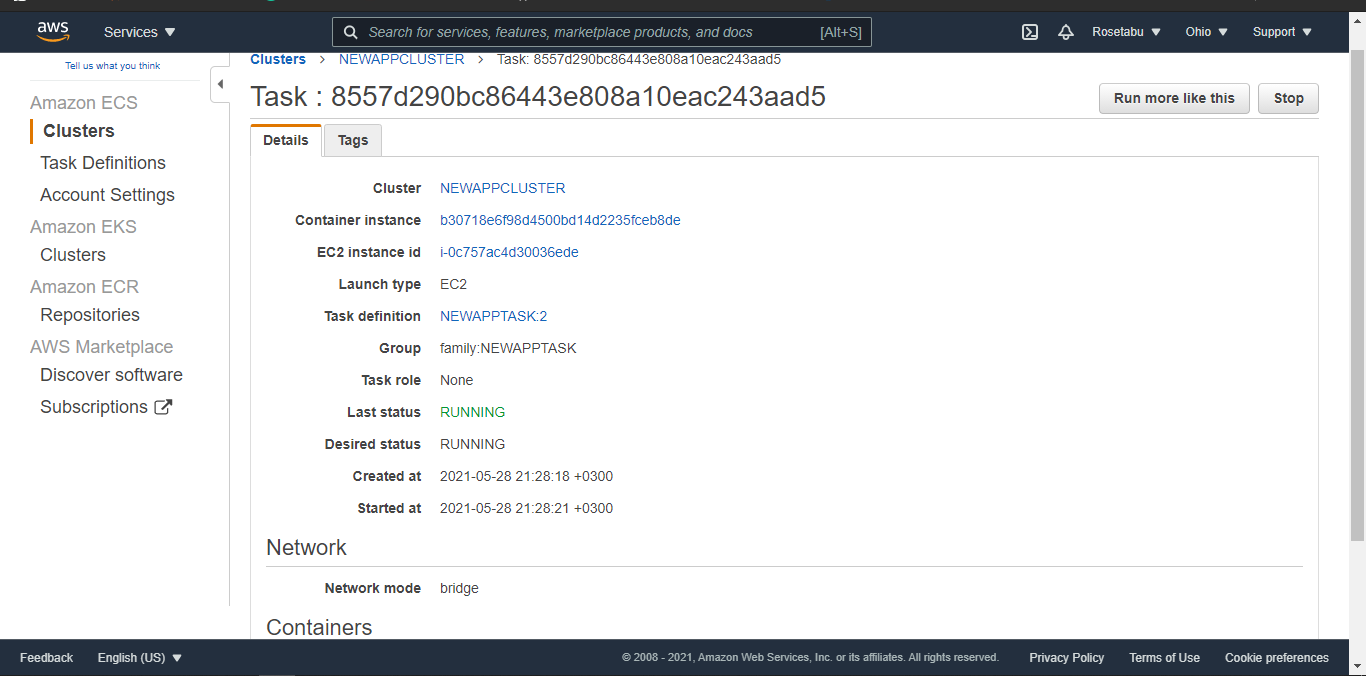 aws Services Search for services, features, marketplace products, and docs [Alt+S] Rosetabu Ohio Support
Tell us what you think
Amazon ECS
Clusters
Task Definitions
Account Settings
Amazon EKS
Clusters
Amazon ECR
Repositories
AWS Marketplace
Discover software
Subscriptions
Clusters > NEWAPPCLUSTER > Task: 8557d290bc86443e808a10eac243aad5
Task : 8557d290bc86443e808a10eac243aad5
Run more like this Stop
Details Tags
Cluster NEWAPPCLUSTER
Container instance b30718e6f98d4500bd14d2235fceb8de
EC2 instance id i-0c757ac4d30036ede
Launch type EC2
Task definition NEWAPPTASK:2
Group family:NEWAPPTASK
Task role None
Last status RUNNING
Desired status RUNNING
Created at 2021-05-28 21:28:18 +0300
Started at 2021-05-28 21:28:21 +0300
Network
Network mode bridge
Containers
Feedback English (US) © 2008 - 2021, Amazon Web Services, Inc. or its affiliates. All rights reserved. Privacy Policy Terms of Use Cookie preferences